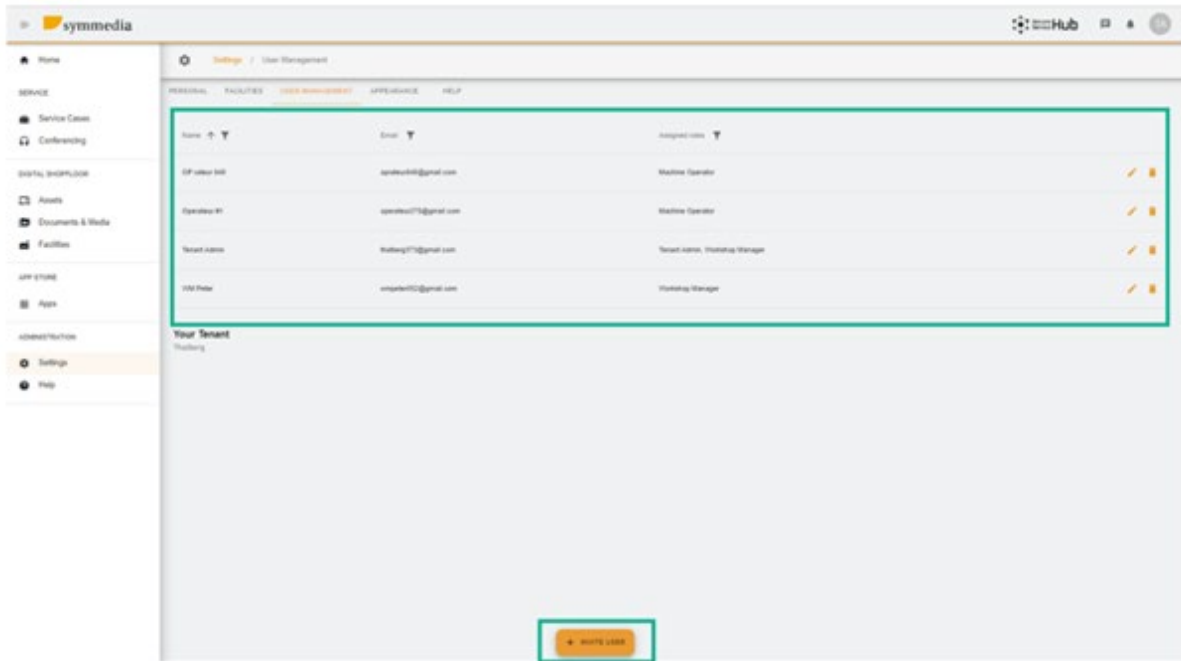 symmedia
Hub
Home
Settings / User Management
SERVICE
PERSONAL FACILITIES USER MANAGEMENT APPEARANCE HELP
Service Cases
Conferencing
Name Email Assigned roles
DIGITAL SHOPFLOOR
Machine Operator
Assets
Documents & Media
Machine Operator
Facilities
Tenant Admin Tenant Admin, Workshop Manager
APP STORE
Apps
WM Peter Workshop Manager
ADMINISTRATION
Your Tenant
Settings
Help
+ INVITE USER